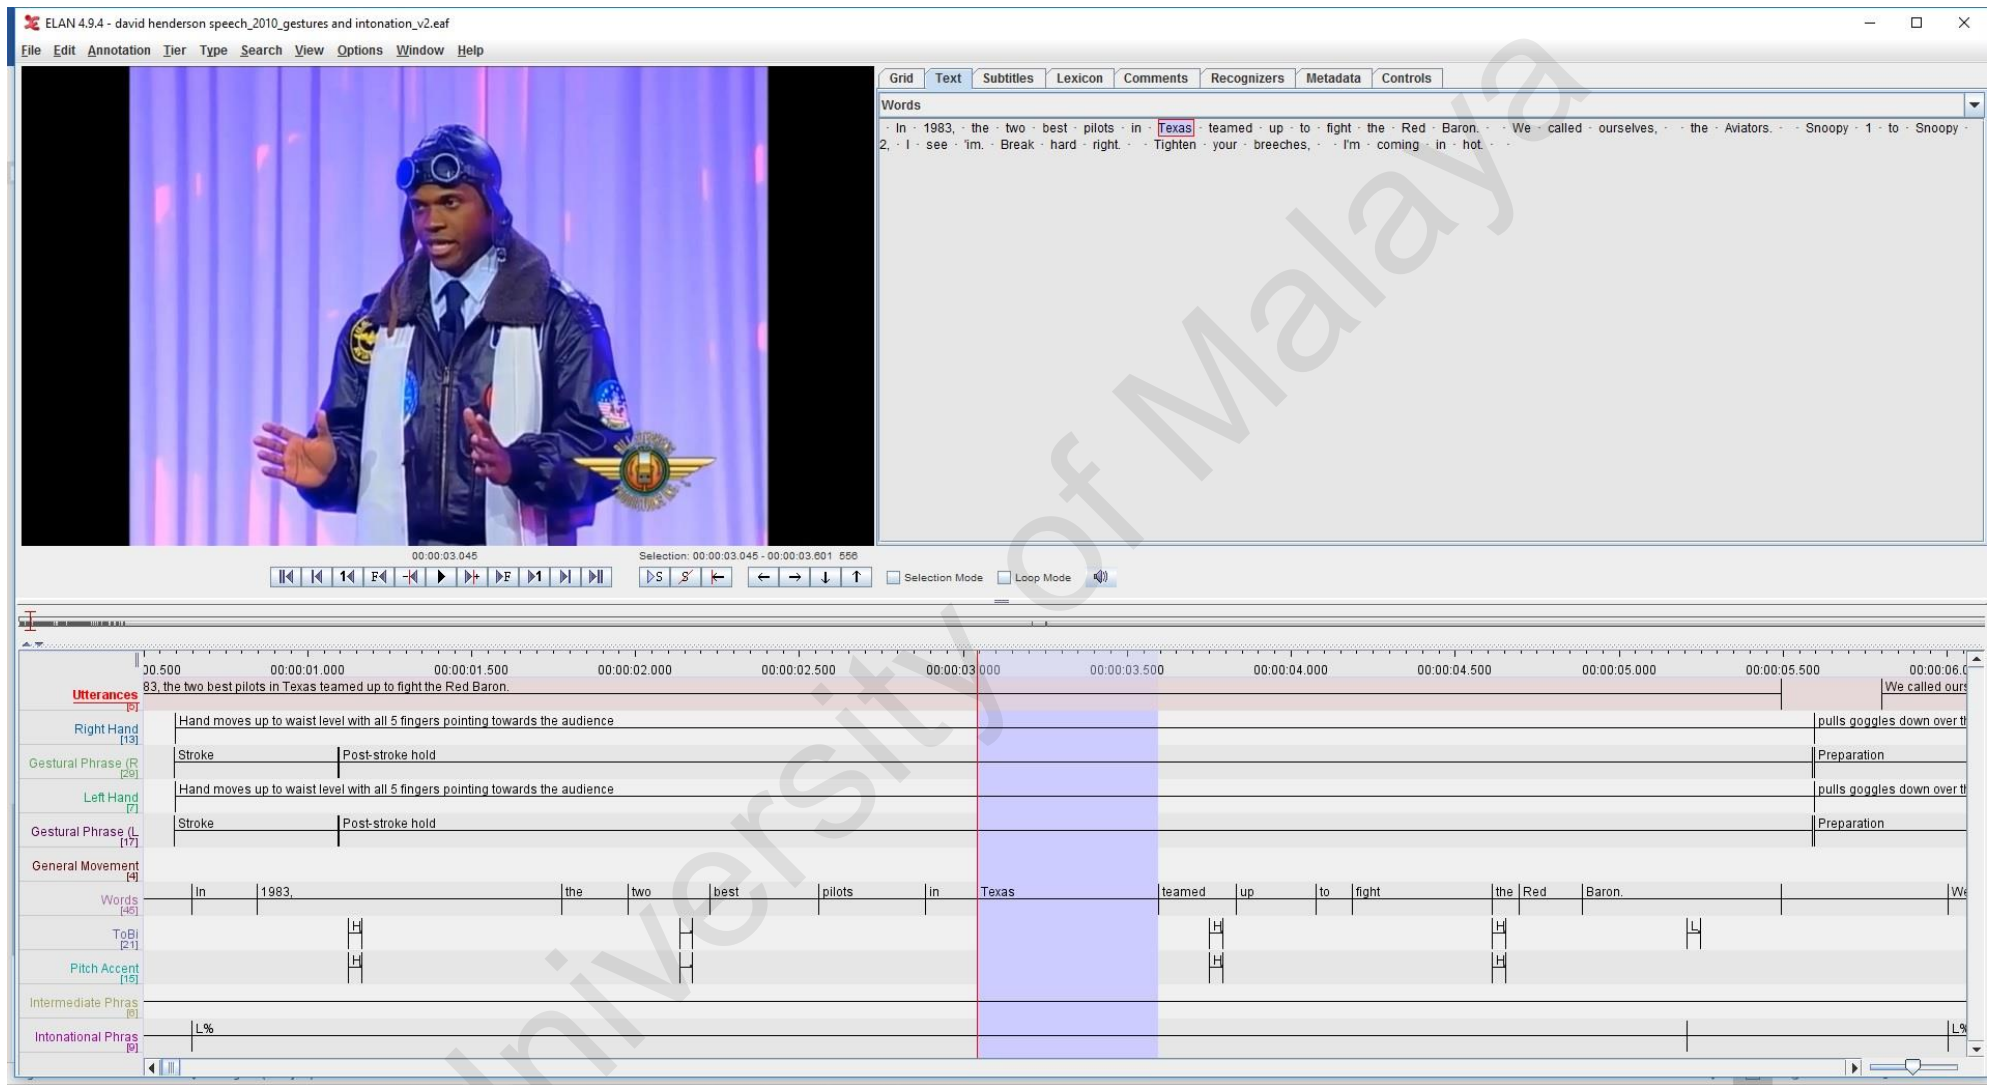 ELAN 4.9.4 - david henderson speech_2010_gestures and intonation_v2.eaf
File Edit Annotation Tier Type Search View Options Window Help
Grid Text Subtitles Lexicon Comments Recognizers Metadata Controls
Words
· In · 1983, · the · two · best · pilots · in · Texas · teamed · up · to · fight · the · Red · Baron. · · We · called · ourselves, · · the · Aviators. · · Snoopy · 1 · to · Snoopy ·
2, · I · see · 'im. · Break · hard · right. · · Tighten · your · breeches, · · I'm · coming · in · hot. · ·
00:00:03.045 Selection: 00:00:03.045 - 00:00:03.601 556
1 F F 1 S S Selection Mode Loop Mode
00.500 00:00:01.000 00:00:01.500 00:00:02.000 00:00:02.500 00:00:03.000 00:00:03.500 00:00:04.000 00:00:04.500 00:00:05.000 00:00:05.500 00:00:06.0
Utterances 83, the two best pilots in Texas teamed up to fight the Red Baron. We called ours
[5]
Right Hand Hand moves up to waist level with all 5 fingers pointing towards the audience pulls goggles down over th
[13]
Gestural Phrase (R Stroke Post-stroke hold Preparation
[29]
Left Hand Hand moves up to waist level with all 5 fingers pointing towards the audience pulls goggles down over th
[7]
Gestural Phrase (L Stroke Post-stroke hold Preparation
[17]
General Movement
[4]
Words In 1983, the two best pilots in Texas teamed up to fight the Red Baron. We
[45]
ToBi H H H L
[21]
Pitch Accent H H H
[15]
Intermediate Phras
[6]
Intonational Phras L% L%
[9]
University of Malaya